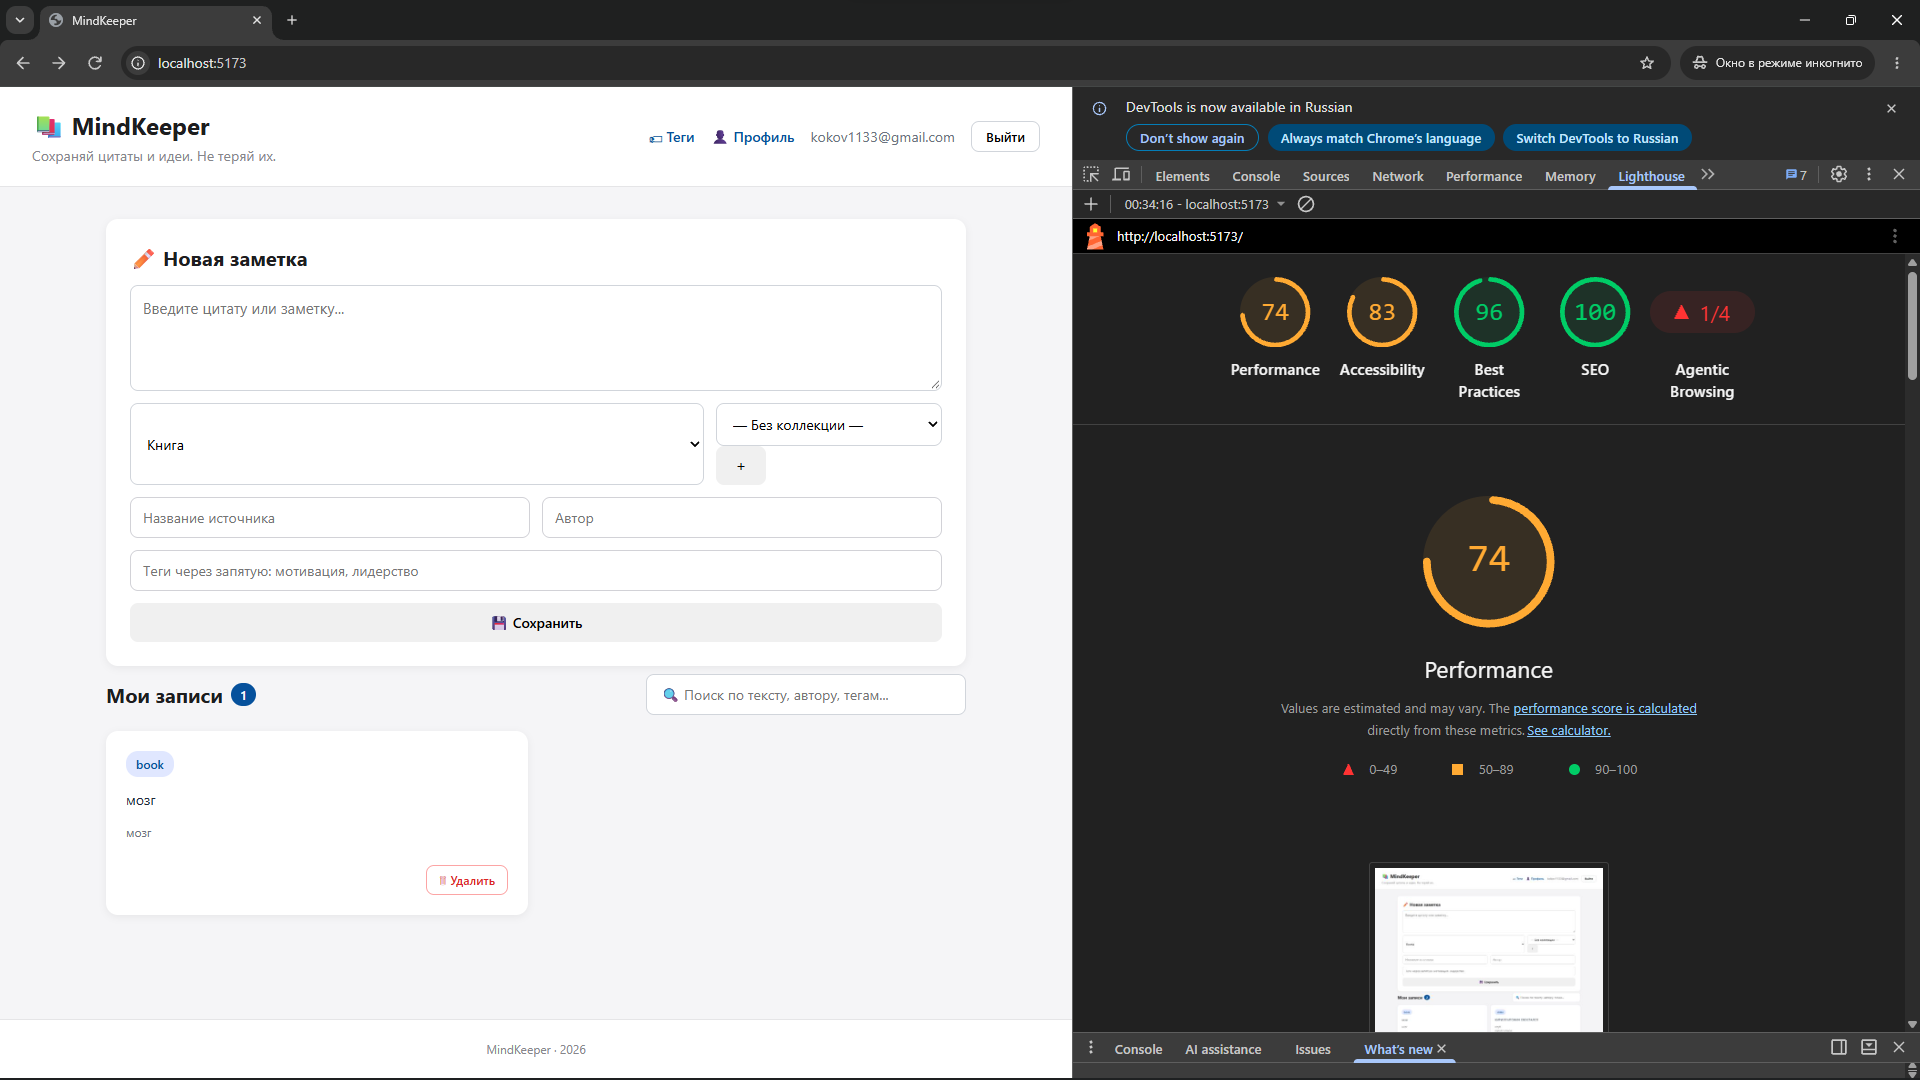 MindKeeper
localhost:5173
Окно в режиме инкогнито
MindKeeper
Сохраняй цитаты и идеи. Не теряй их.
Теги
Профиль
kokov1133@gmail.com
Выйти
Новая заметка
Введите цитату или заметку...
Книга
— Без коллекции —
+
Название источника
Автор
Теги через запятую: мотивация, лидерство
Сохранить
Мои записи 1
Поиск по тексту, автору, тегам...
book
мозг
мозг
Удалить
MindKeeper · 2026
DevTools is now available in Russian
Don't show again
Always match Chrome's language
Switch DevTools to Russian
Elements
Console
Sources
Network
Performance
Memory
Lighthouse
7
00:34:16 - localhost:5173
http://localhost:5173/
74
83
96
100
1/4
Performance
Accessibility
Best
Practices
SEO
Agentic
Browsing
74
Performance
Values are estimated and may vary. The performance score is calculated
directly from these metrics. See calculator.
0–49
50–89
90–100
MindKeeper
Новая заметка
Мои записи
Console
AI assistance
Issues
What's new